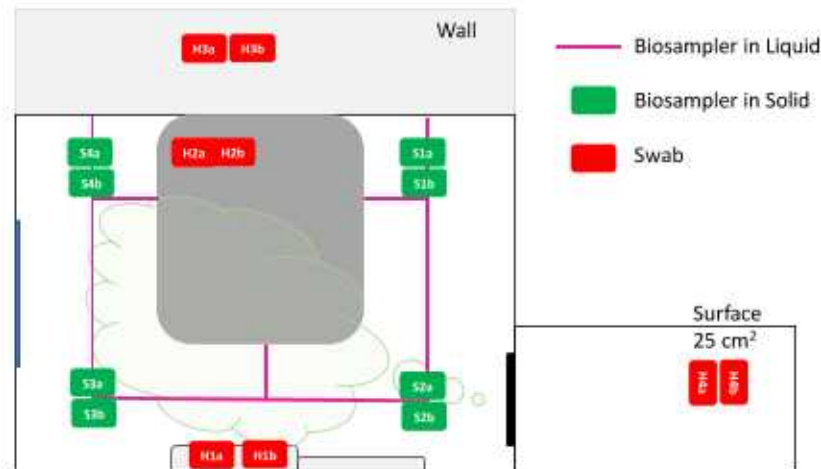 Wall
H3a H3b
Biosampler in Liquid
Biosampler in Solid
Swab
S4a
S4b
H2a H2b
S1a
S1b
Surface
25 cm²
S3a
S3b
S2a
S2b
H4a
H4b
H1a H1b